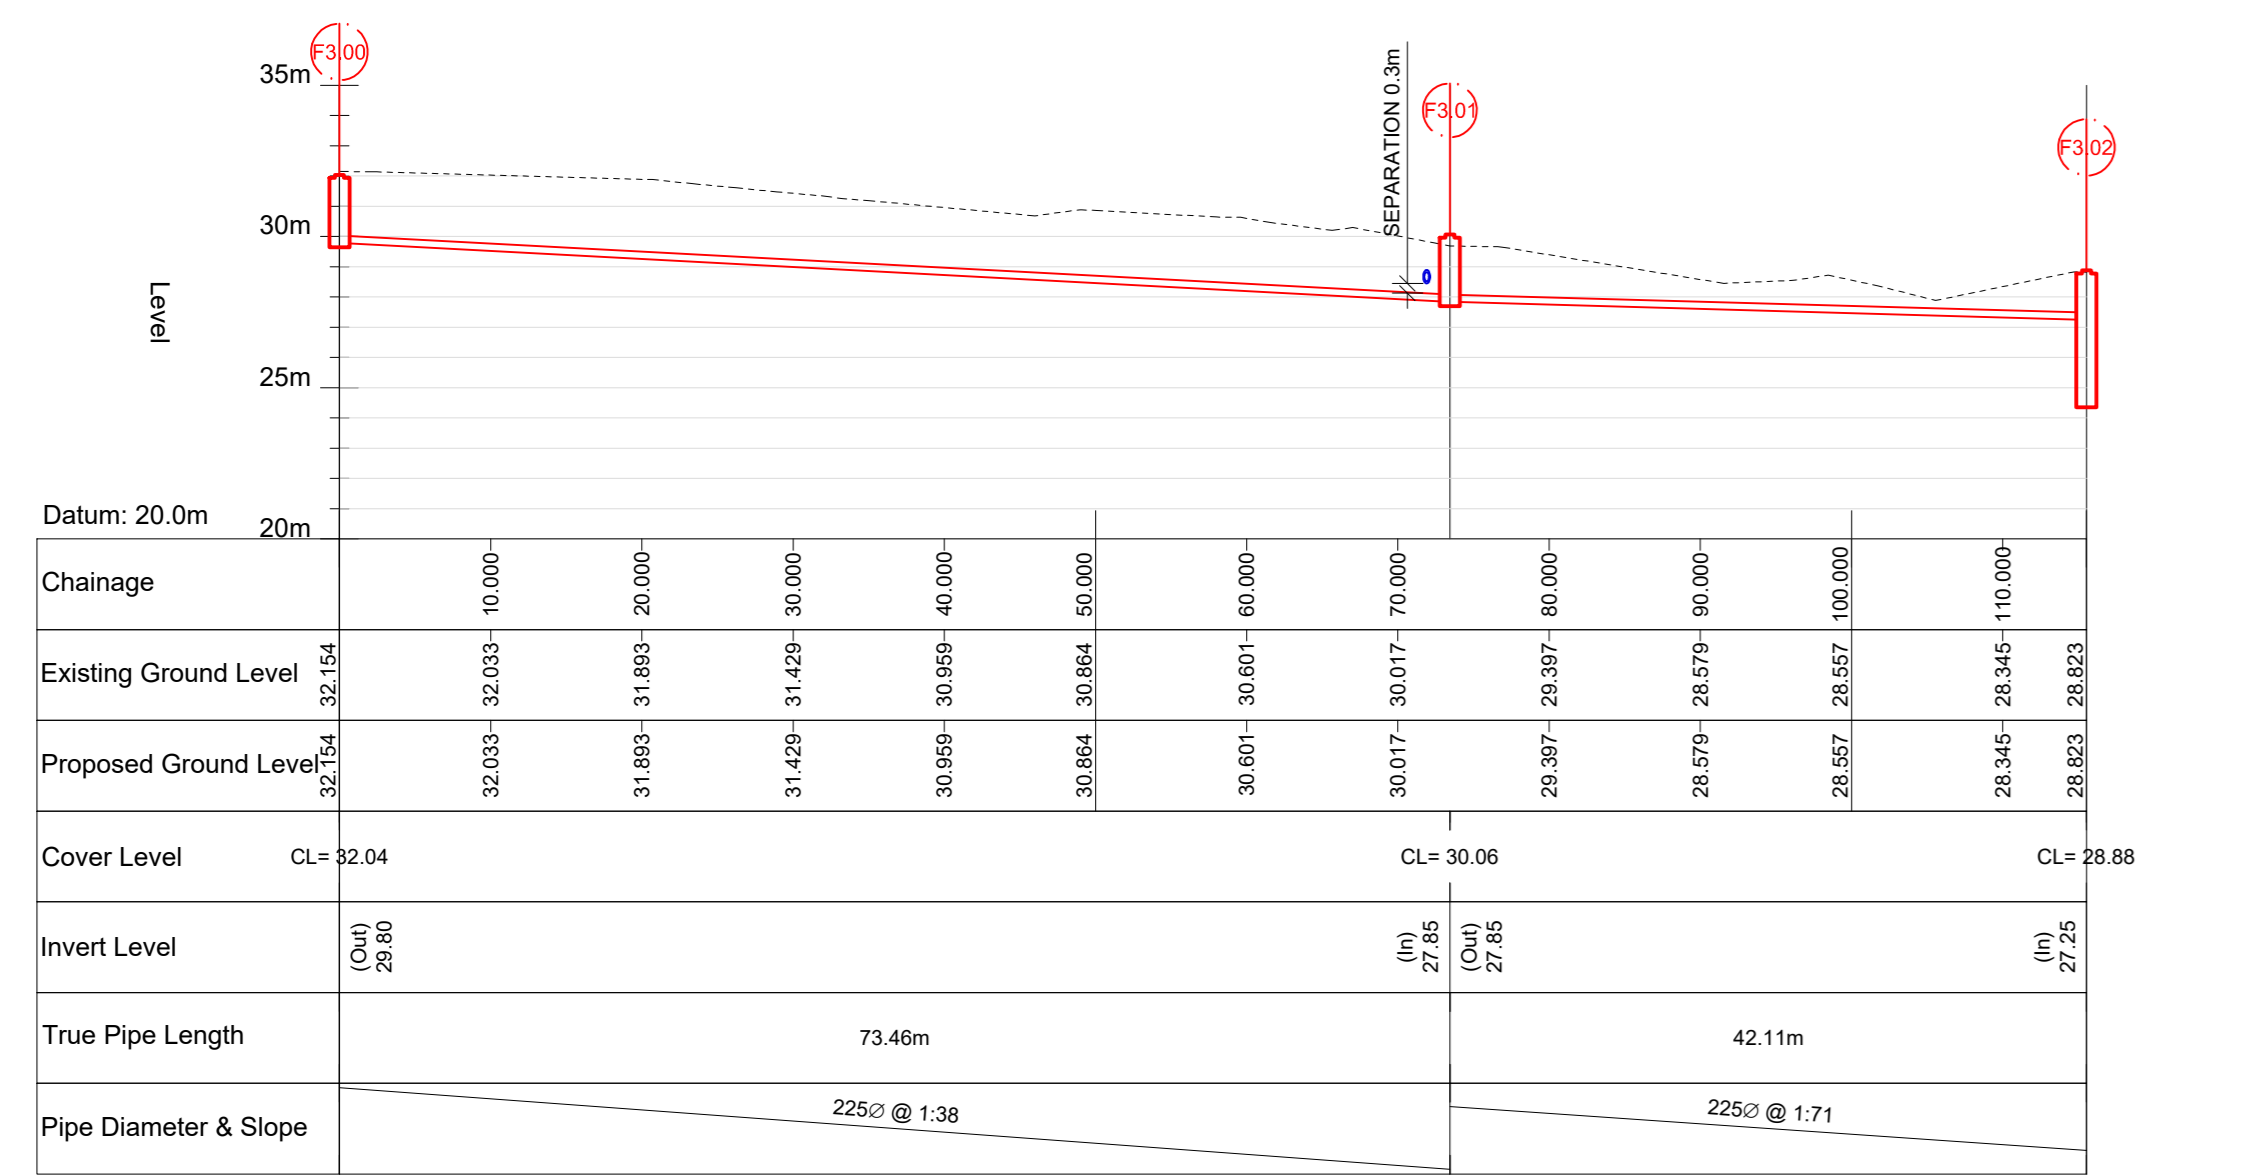 F3.00
F3.01
F3.02
SEPARATION 0.3m
35m
30m
25m
20m
Level
Datum: 20.0m
Chainage 10.000 20.000 30.000 40.000 50.000 60.000 70.000 80.000 90.000 100.000 110.000
Existing Ground Level 32.154 32.033 31.893 31.429 30.959 30.864 30.601 30.017 29.397 28.579 28.557 28.345 28.823
Proposed Ground Level 32.154 32.033 31.893 31.429 30.959 30.864 30.601 30.017 29.397 28.579 28.557 28.345 28.823
Cover Level CL= 32.04 CL= 30.06 CL= 28.88
Invert Level (Out) 29.80 (In) 27.85 (Out) 27.85 (In) 27.25
True Pipe Length 73.46m 42.11m
Pipe Diameter & Slope 225∅ @ 1:38 225∅ @ 1:71